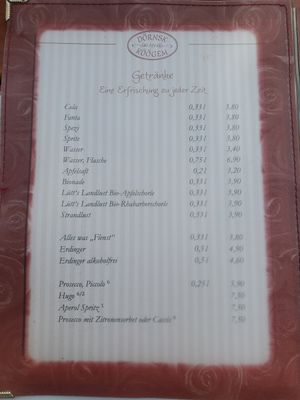 DÖRNSK
KÖÖGEM
Getränke
Eine Erfrischung zu jeder Zeit
Cola 0,33 l 3,80
Fanta 0,33 l 3,80
Spezi 0,33 l 3,80
Sprite 0,33 l 3,80
Wasser 0,33 l 3,40
Wasser, Flasche 0,75 l 6,90
Apfelsaft 0,2 l 3,20
Bionade 0,33 l 3,90
Lütt's Landlust Bio-Apfelschorle 0,33 l 3,90
Lütt's Landlust Bio-Rhabarberschorle 0,33 l 3,90
Strandlust 0,33 l 3,90
Alles was „Flenst" 0,33 l 3,80
Erdinger 0,5 l 4,90
Erdinger alkoholfrei 0,5 l 4,60
Prosecco, Piccolo 0,25 l 5,90
Hugo 7,50
Aperol Spritz 7,50
Prosecco mit Zitronensorbet oder Cassis 7,50